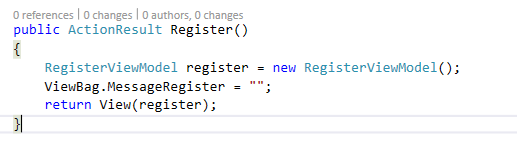 0 references | 0 changes | 0 authors, 0 changes
public ActionResult Register()
{
    RegisterViewModel register = new RegisterViewModel();
    ViewBag.MessageRegister = "";
    return View(register);
}